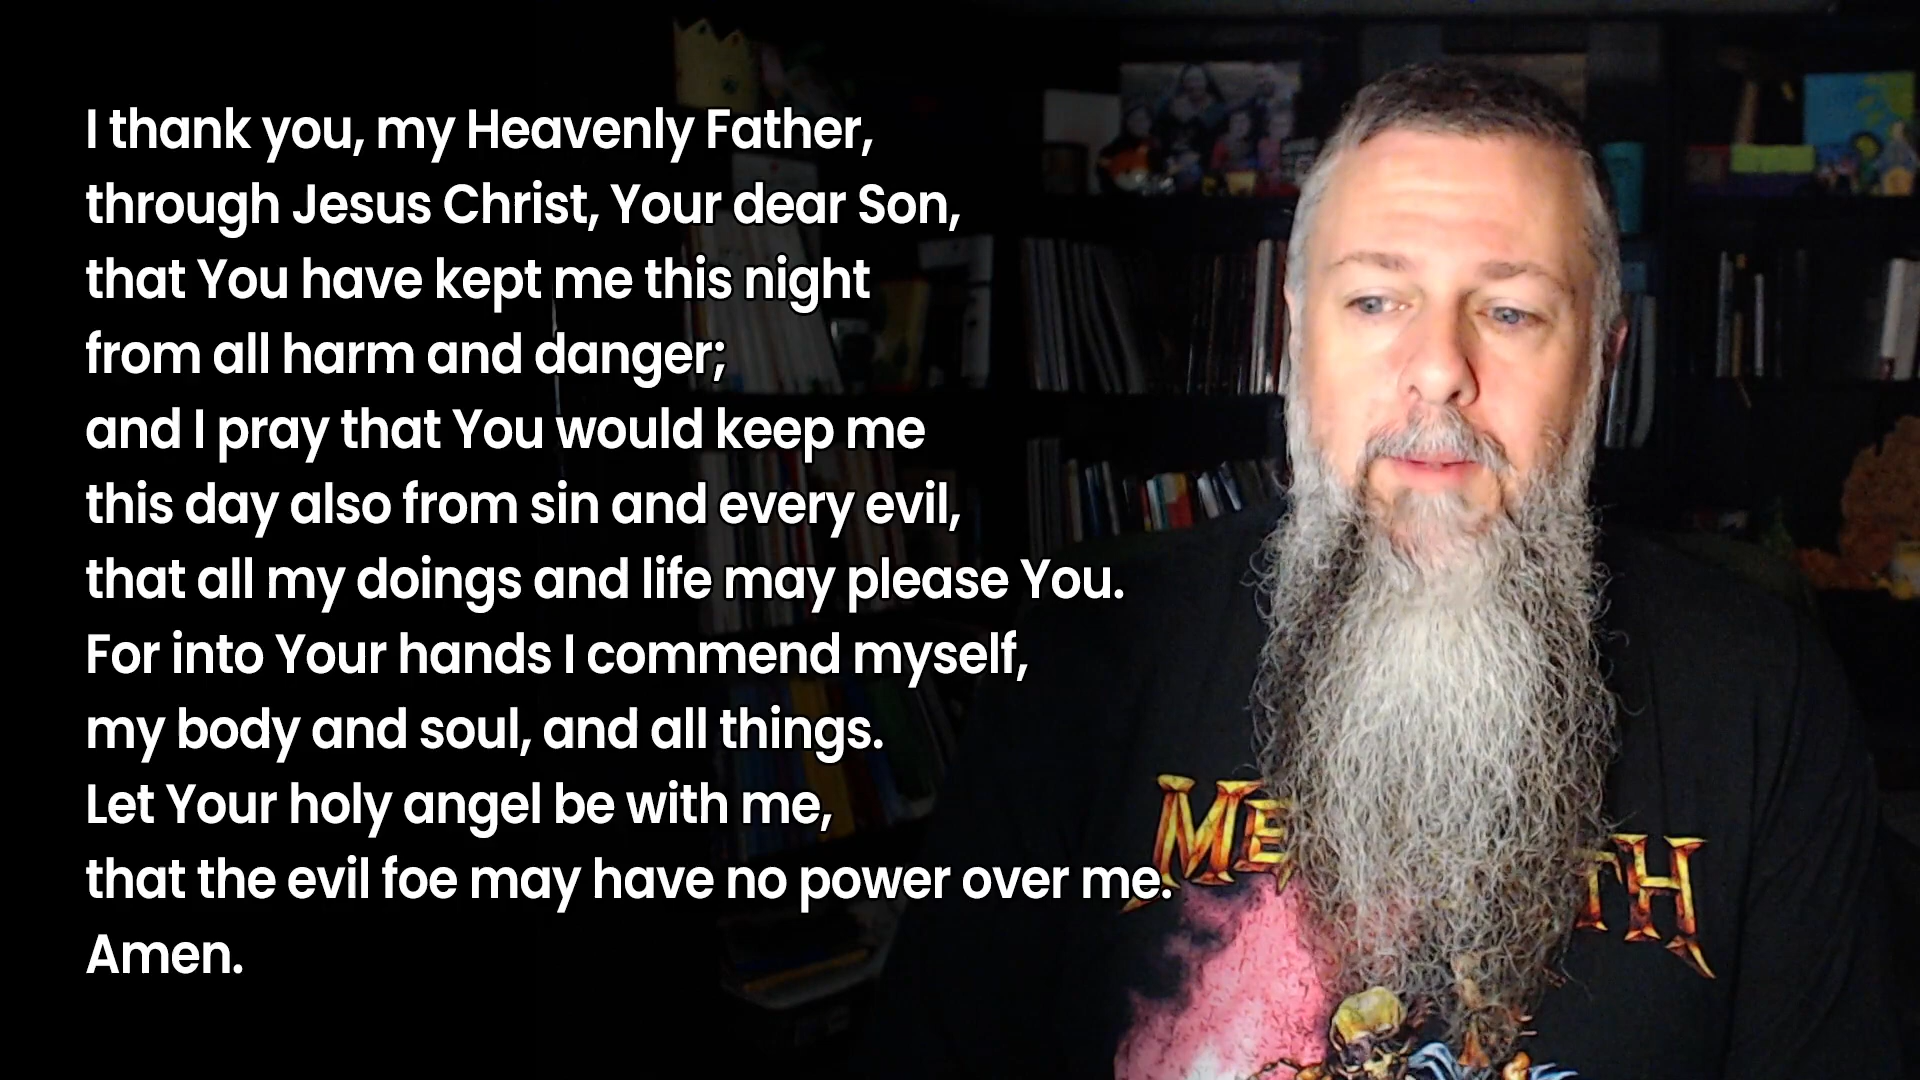 I thank you, my Heavenly Father,
through Jesus Christ, Your dear Son,
that You have kept me this night
from all harm and danger;
and I pray that You would keep me
this day also from sin and every evil,
that all my doings and life may please You.
For into Your hands I commend myself,
my body and soul, and all things.
Let Your holy angel be with me,
that the evil foe may have no power over me.
Amen.